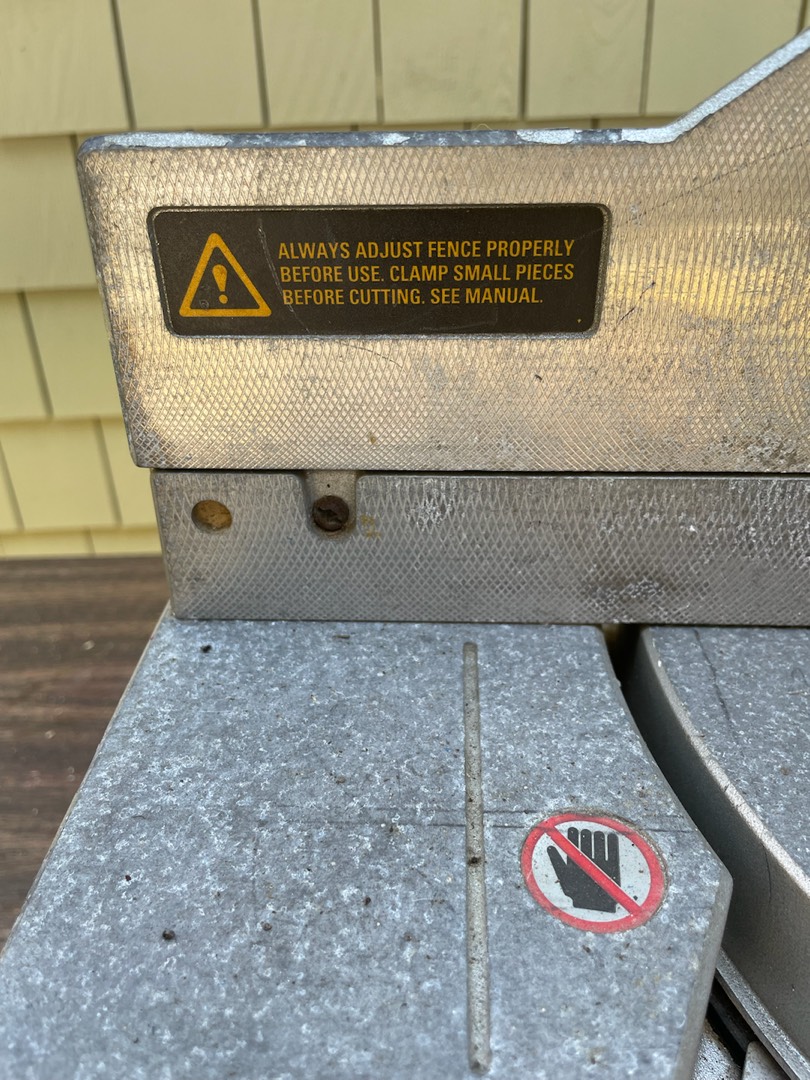 ALWAYS ADJUST FENCE PROPERLY
BEFORE USE. CLAMP SMALL PIECES
BEFORE CUTTING. SEE MANUAL.